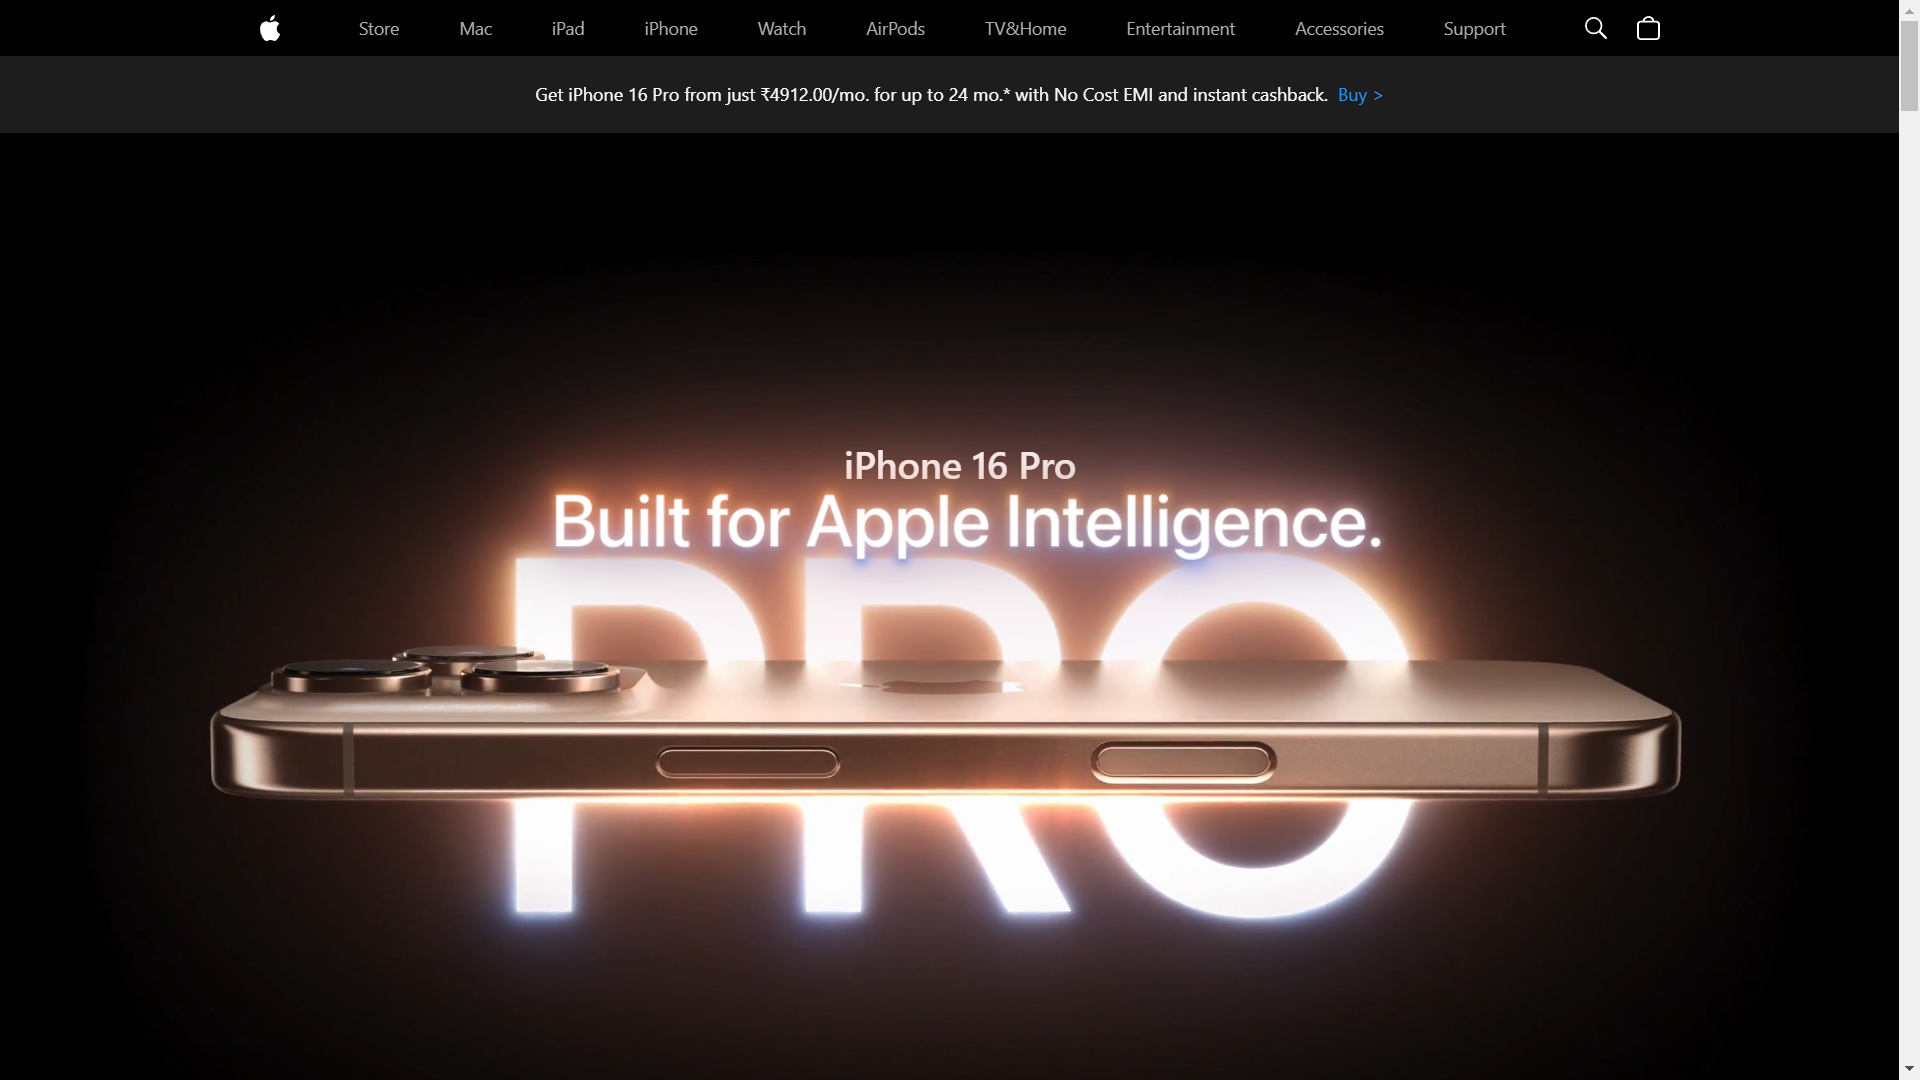 Store Mac iPad iPhone Watch AirPods TV&Home Entertainment Accessories Support
Get iPhone 16 Pro from just ₹4912.00/mo. for up to 24 mo.* with No Cost EMI and instant cashback. Buy >
iPhone 16 Pro
Built for Apple Intelligence.
PRO